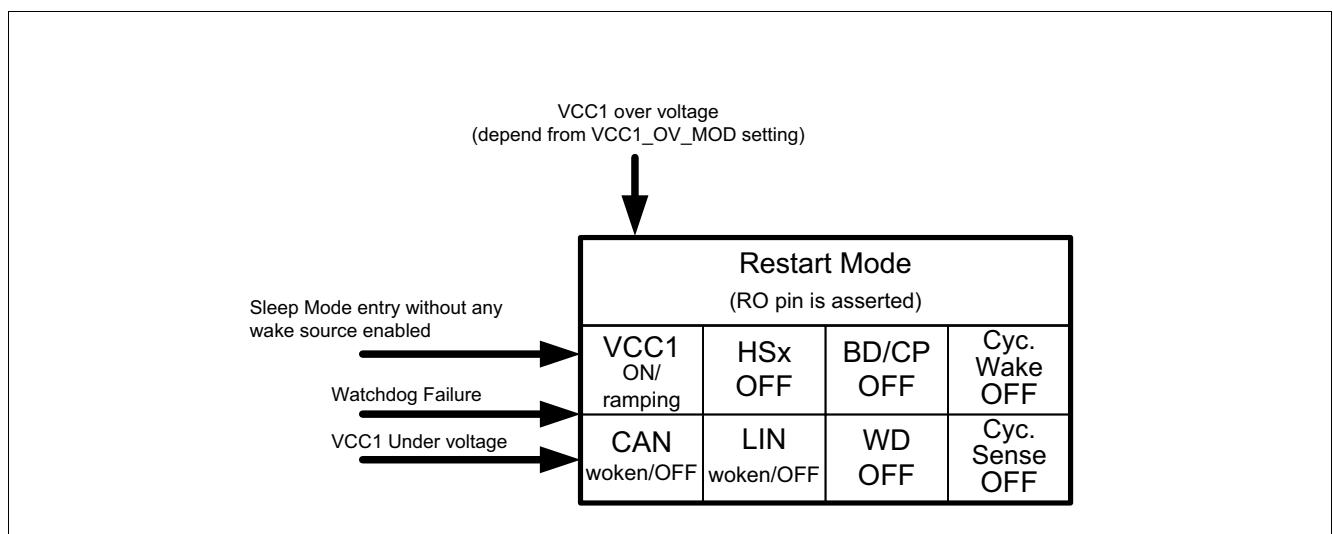 VCC1 over voltage
(depend from VCC1_OV_MOD setting)
Restart Mode
(RO pin is asserted)
Sleep Mode entry without any
wake source enabled
Watchdog Failure
VCC1 Under voltage
VCC1
ON/
ramping
HSx
OFF
BD/CP
OFF
Cyc.
Wake
OFF
CAN
woken/OFF
LIN
woken/OFF
WD
OFF
Cyc.
Sense
OFF